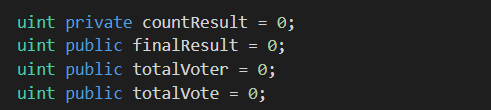 uint private countResult = 0;
uint public finalResult = 0;
uint public totalVoter = 0;
uint public totalVote = 0;